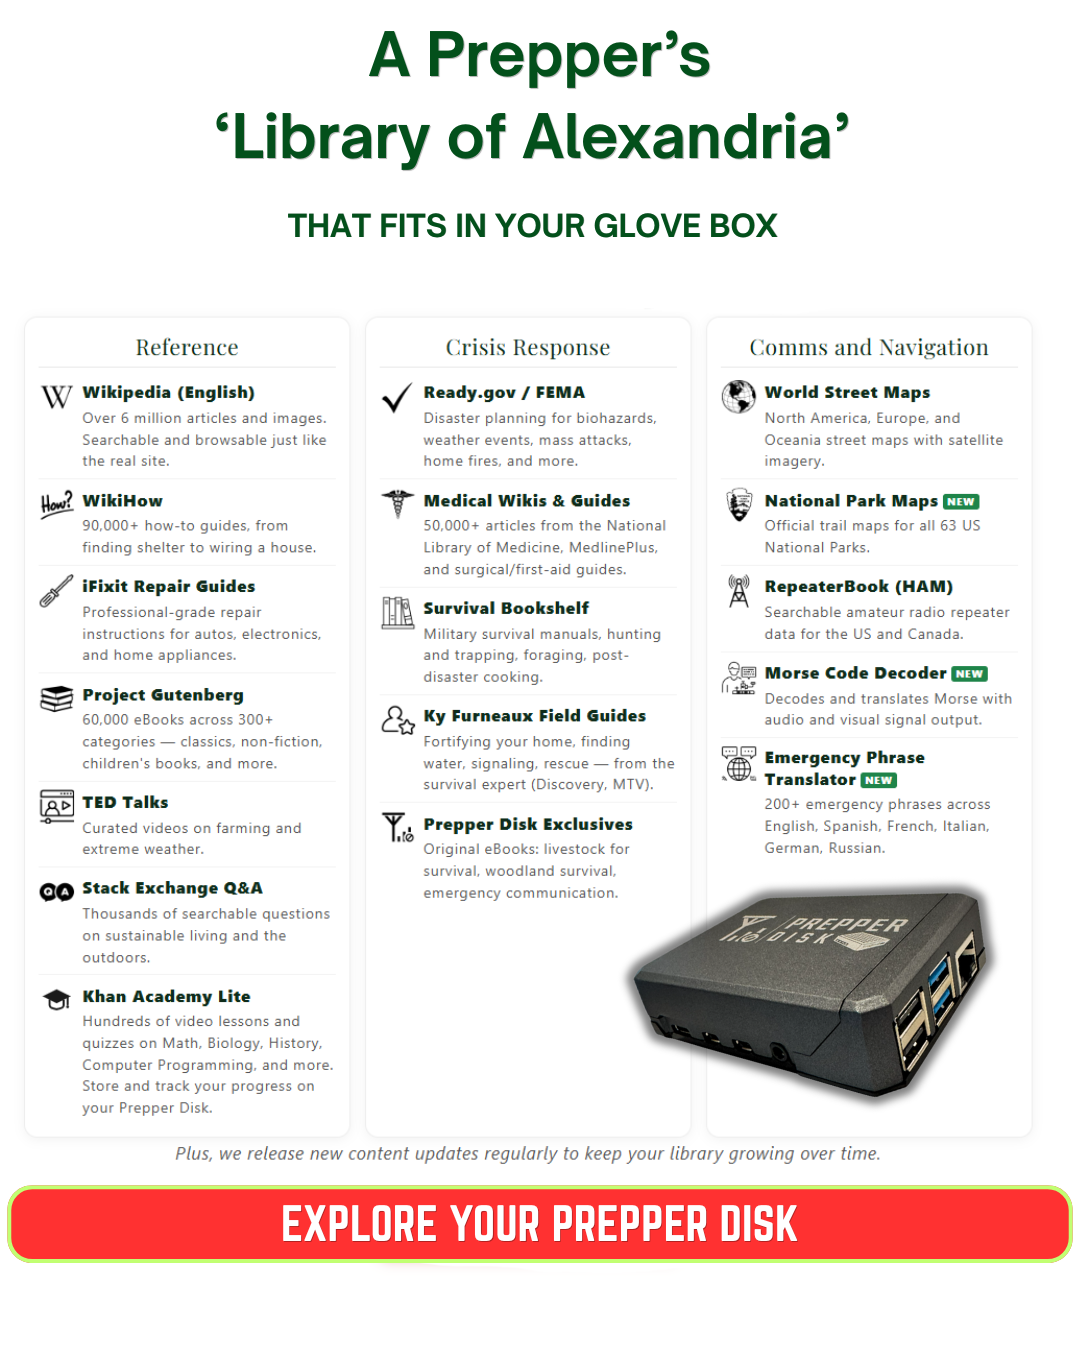 A Prepper's
‘Library of Alexandria’
THAT FITS IN YOUR GLOVE BOX
Reference
W Wikipedia (English)
Over 6 million articles and images.
Searchable and browsable just like
the real site.
How? WikiHow
90,000+ how-to guides, from
finding shelter to wiring a house.
iFixit Repair Guides
Professional-grade repair
instructions for autos, electronics,
and home appliances.
Project Gutenberg
60,000 eBooks across 300+
categories — classics, non-fiction,
children's books, and more.
TED Talks
Curated videos on farming and
extreme weather.
Q A Stack Exchange Q&A
Thousands of searchable questions
on sustainable living and the
outdoors.
Khan Academy Lite
Hundreds of video lessons and
quizzes on Math, Biology, History,
Computer Programming, and more.
Store and track your progress on
your Prepper Disk.
Crisis Response
Ready.gov / FEMA
Disaster planning for biohazards,
weather events, mass attacks,
home fires, and more.
Medical Wikis & Guides
50,000+ articles from the National
Library of Medicine, MedlinePlus,
and surgical/first-aid guides.
Survival Bookshelf
Military survival manuals, hunting
and trapping, foraging, post-
disaster cooking.
Ky Furneaux Field Guides
Fortifying your home, finding
water, signaling, rescue — from the
survival expert (Discovery, MTV).
Prepper Disk Exclusives
Original eBooks: livestock for
survival, woodland survival,
emergency communication.
Comms and Navigation
World Street Maps
North America, Europe, and
Oceania street maps with satellite
imagery.
National Park Maps NEW
Official trail maps for all 63 US
National Parks.
RepeaterBook (HAM)
Searchable amateur radio repeater
data for the US and Canada.
Morse Code Decoder NEW
Decodes and translates Morse with
audio and visual signal output.
Emergency Phrase
Translator NEW
200+ emergency phrases across
English, Spanish, French, Italian,
German, Russian.
PREPPER
DISK
Plus, we release new content updates regularly to keep your library growing over time.
EXPLORE YOUR PREPPER DISK